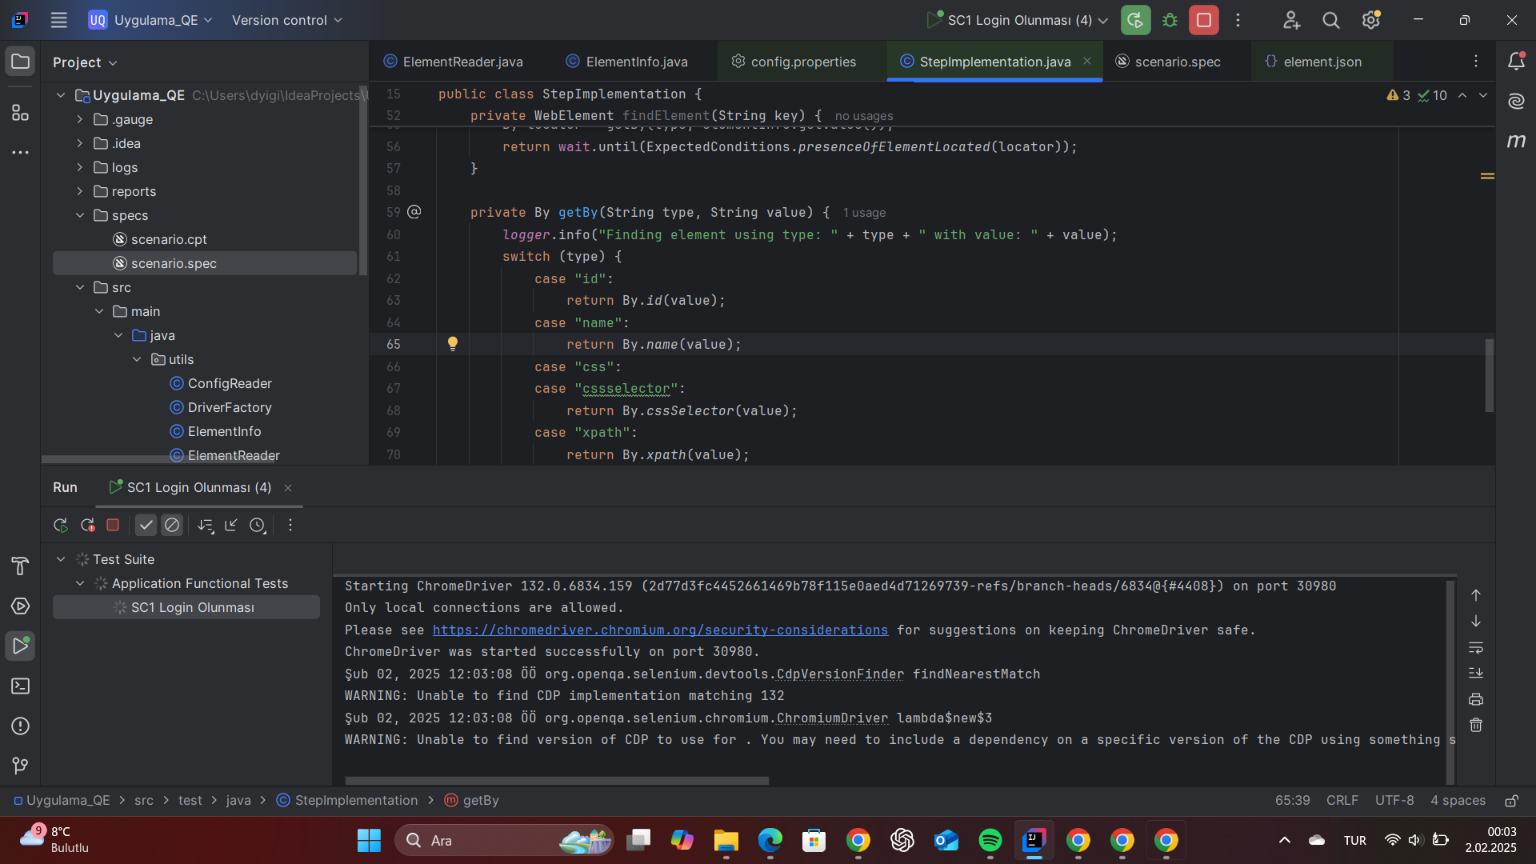 UQ Uygulama_QE Version control SC1 Login Olunması (4)
Project ElementReader.java ElementInfo.java config.properties StepImplementation.java scenario.spec element.json
Uygulama_QE C:\Users\dyigi\IdeaProjects\
.gauge
.idea
logs
reports
specs
scenario.cpt
scenario.spec
src
main
java
utils
ConfigReader
DriverFactory
ElementInfo
ElementReader
3 10
15 public class StepImplementation {
52 private WebElement findElement(String key) { no usages
56 return wait.until(ExpectedConditions.presenceOfElementLocated(locator));
57 }
58
59 @ private By getBy(String type, String value) { 1 usage
60 logger.info("Finding element using type: " + type + " with value: " + value);
61 switch (type) {
62 case "id":
63 return By.id(value);
64 case "name":
65 return By.name(value);
66 case "css":
67 case "cssselector":
68 return By.cssSelector(value);
69 case "xpath":
70 return By.xpath(value);
m
Run SC1 Login Olunması (4)
Test Suite
Application Functional Tests
SC1 Login Olunması
Starting ChromeDriver 132.0.6834.159 (2d77d3fc4452661469b78f115e0aed4d71269739-refs/branch-heads/6834@{#4408}) on port 30980
Only local connections are allowed.
Please see https://chromedriver.chromium.org/security-considerations for suggestions on keeping ChromeDriver safe.
ChromeDriver was started successfully on port 30980.
Şub 02, 2025 12:03:08 ÖÖ org.openqa.selenium.devtools.CdpVersionFinder findNearestMatch
WARNING: Unable to find CDP implementation matching 132
Şub 02, 2025 12:03:08 ÖÖ org.openqa.selenium.chromium.ChromiumDriver lambda$new$3
WARNING: Unable to find version of CDP to use for . You may need to include a dependency on a specific version of the CDP using something s
Uygulama_QE > src > test > java > StepImplementation > getBy 65:39 CRLF UTF-8 4 spaces
9 8°C
Bulutlu
Ara
TUR
00:03
2.02.2025